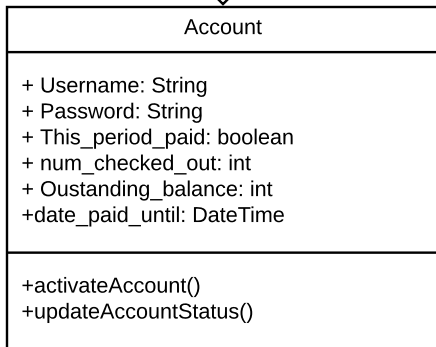 Account
+ Username: String
+ Password: String
+ This_period_paid: boolean
+ num_checked_out: int
+ Oustanding_balance: int
+date_paid_until: DateTime
+activateAccount()
+updateAccountStatus()